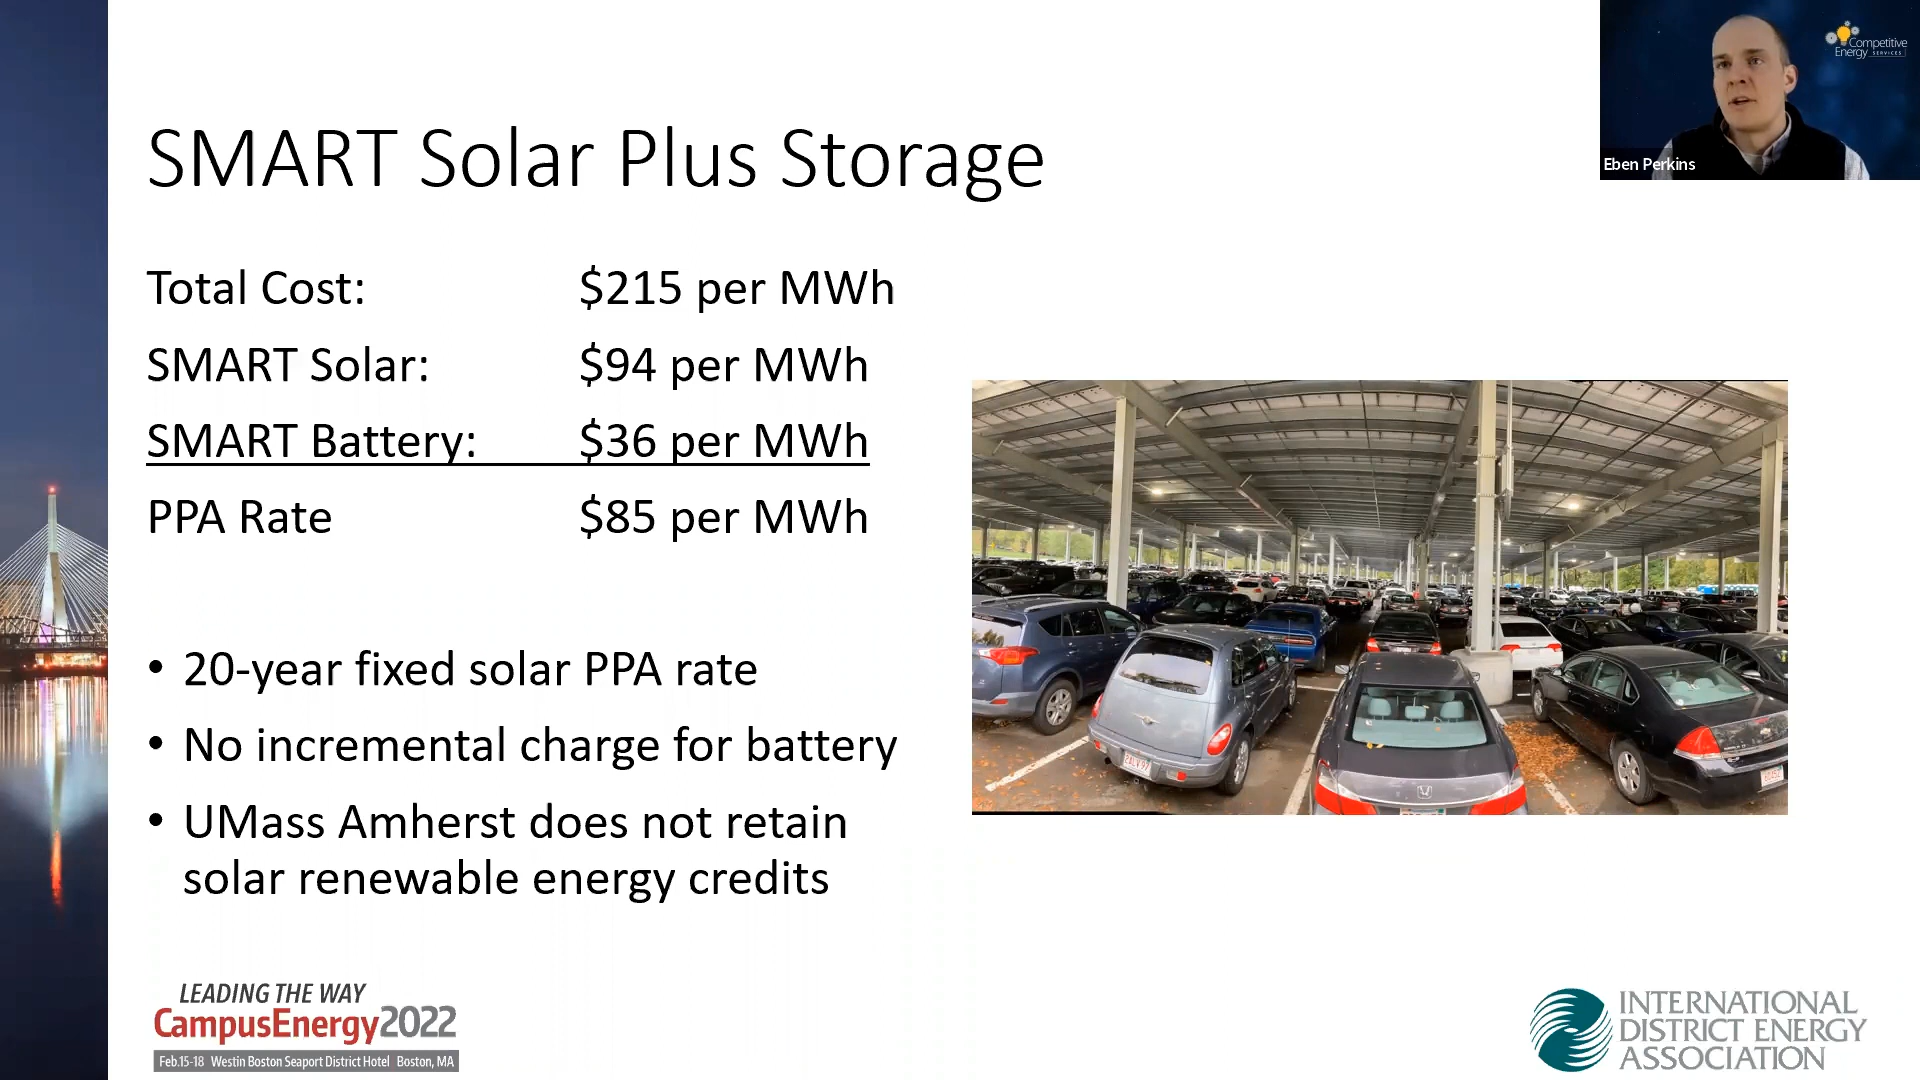 Competitive
Energy SERVICES
Eben Perkins
SMART Solar Plus Storage
Total Cost: $215 per MWh
SMART Solar: $94 per MWh
SMART Battery: $36 per MWh
PPA Rate $85 per MWh
• 20-year fixed solar PPA rate
• No incremental charge for battery
• UMass Amherst does not retain
solar renewable energy credits
LEADING THE WAY
CampusEnergy2022
Feb.15-18 Westin Boston Seaport District Hotel Boston, MA
INTERNATIONAL
DISTRICT ENERGY
ASSOCIATION